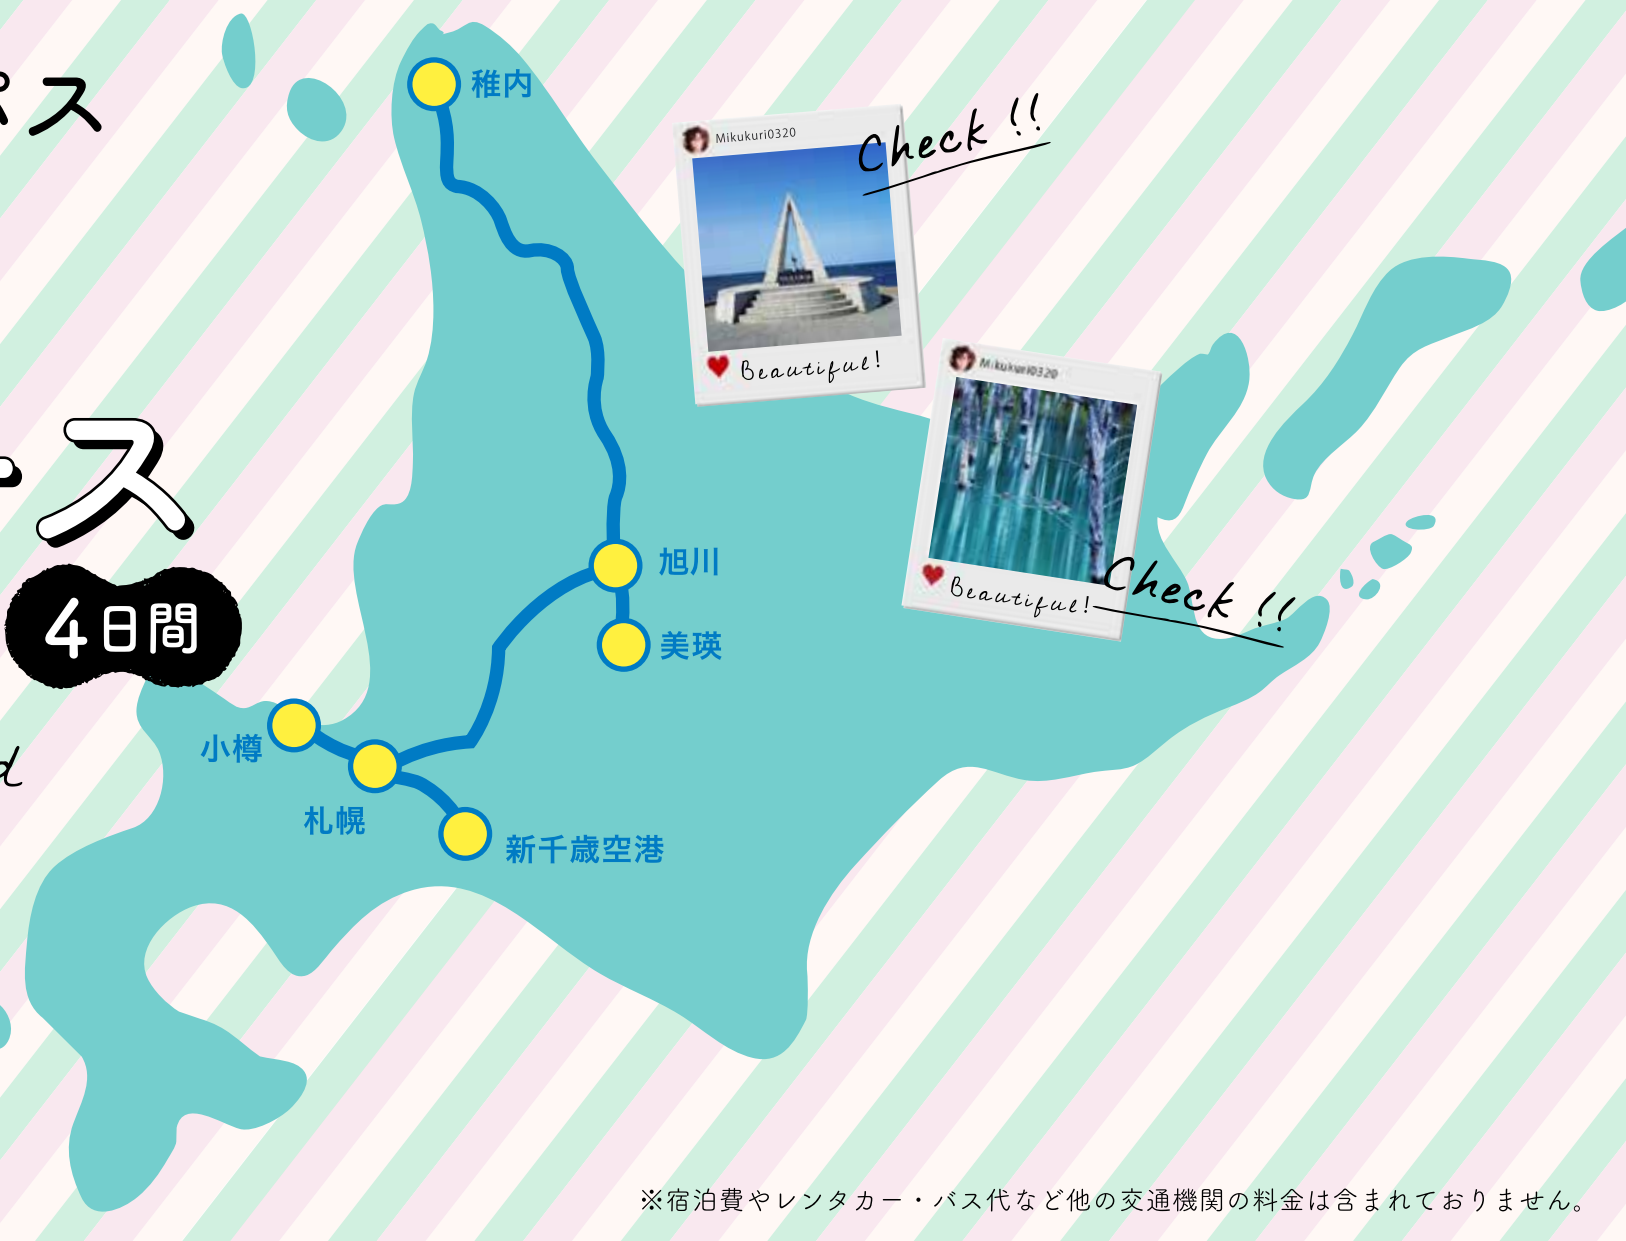 パス
稚内
Mikukuri0320
Check !!
Beautiful!
Mikukuri0320
Beautiful!
Check !!
ース
4日間
旭川
美瑛
小樽
札幌
新千歳空港
※宿泊費やレンタカー・バス代など他の交通機関の料金は含まれておりません。